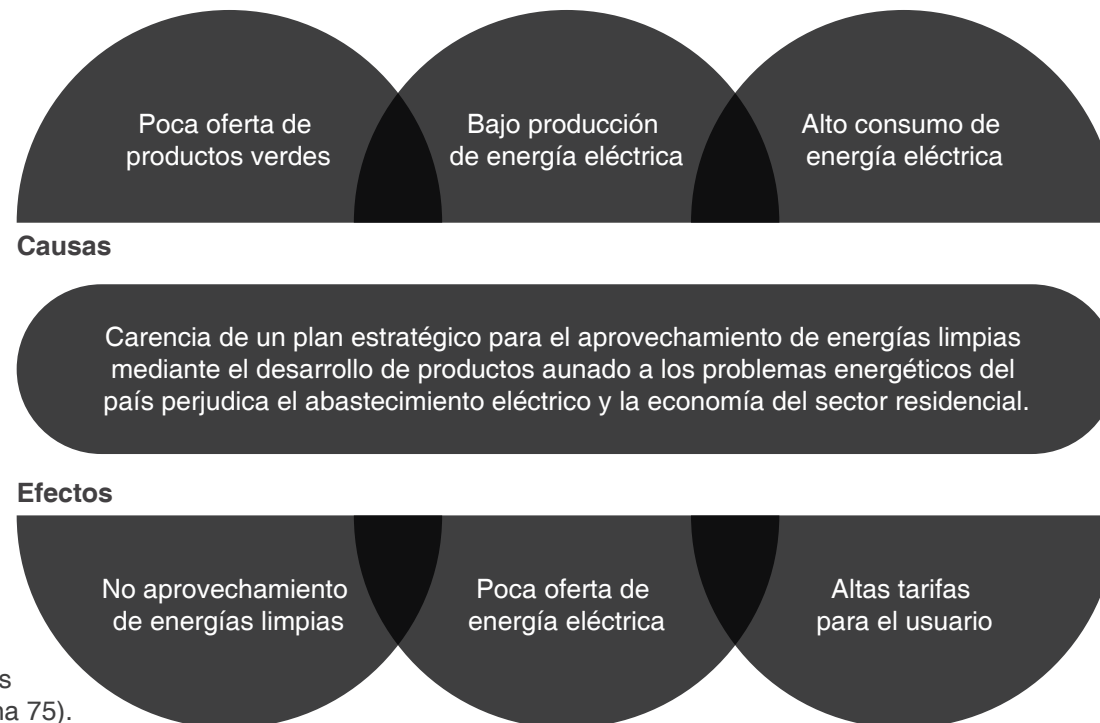 Poca oferta de
productos verdes
Bajo producción
de energía eléctrica
Alto consumo de
energía eléctrica
Causas
Carencia de un plan estratégico para el aprovechamiento de energías limpias
mediante el desarrollo de productos aunado a los problemas energéticos del
país perjudica el abastecimiento eléctrico y la economía del sector residencial.
Efectos
No aprovechamiento
de energías limpias
Poca oferta de
energía eléctrica
Altas tarifas
para el usuario
75).